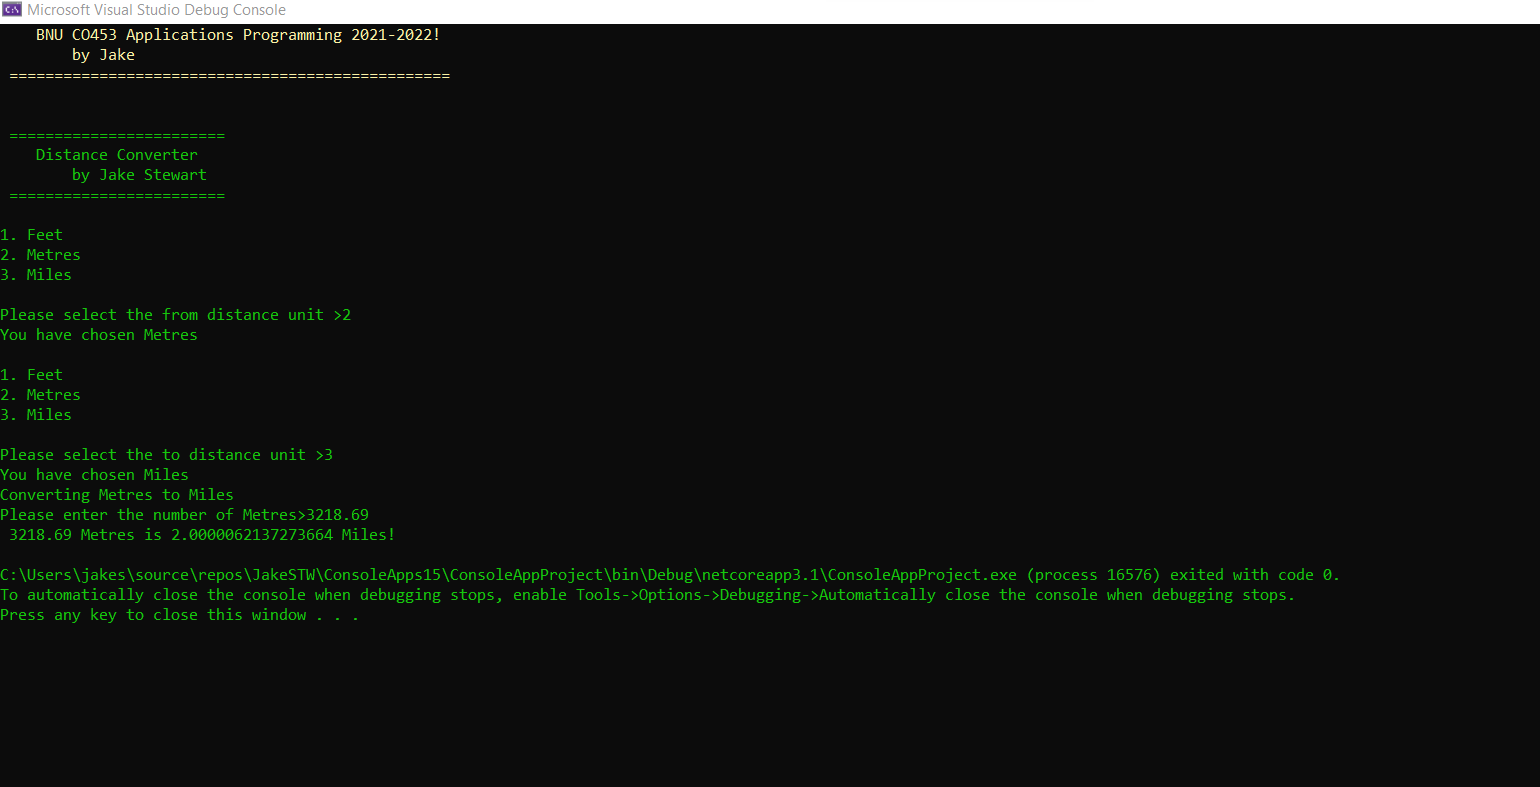 Microsoft Visual Studio Debug Console
BNU CO453 Applications Programming 2021-2022!
by Jake
=================================================
========================
Distance Converter
by Jake Stewart
========================
1. Feet
2. Metres
3. Miles
Please select the from distance unit >2
You have chosen Metres
1. Feet
2. Metres
3. Miles
Please select the to distance unit >3
You have chosen Miles
Converting Metres to Miles
Please enter the number of Metres>3218.69
3218.69 Metres is 2.0000062137273664 Miles!
C:\Users\jakes\source\repos\JakeSTW\ConsoleApps15\ConsoleAppProject\bin\Debug\netcoreapp3.1\ConsoleAppProject.exe (process 16576) exited with code 0.
To automatically close the console when debugging stops, enable Tools->Options->Debugging->Automatically close the console when debugging stops.
Press any key to close this window . . .